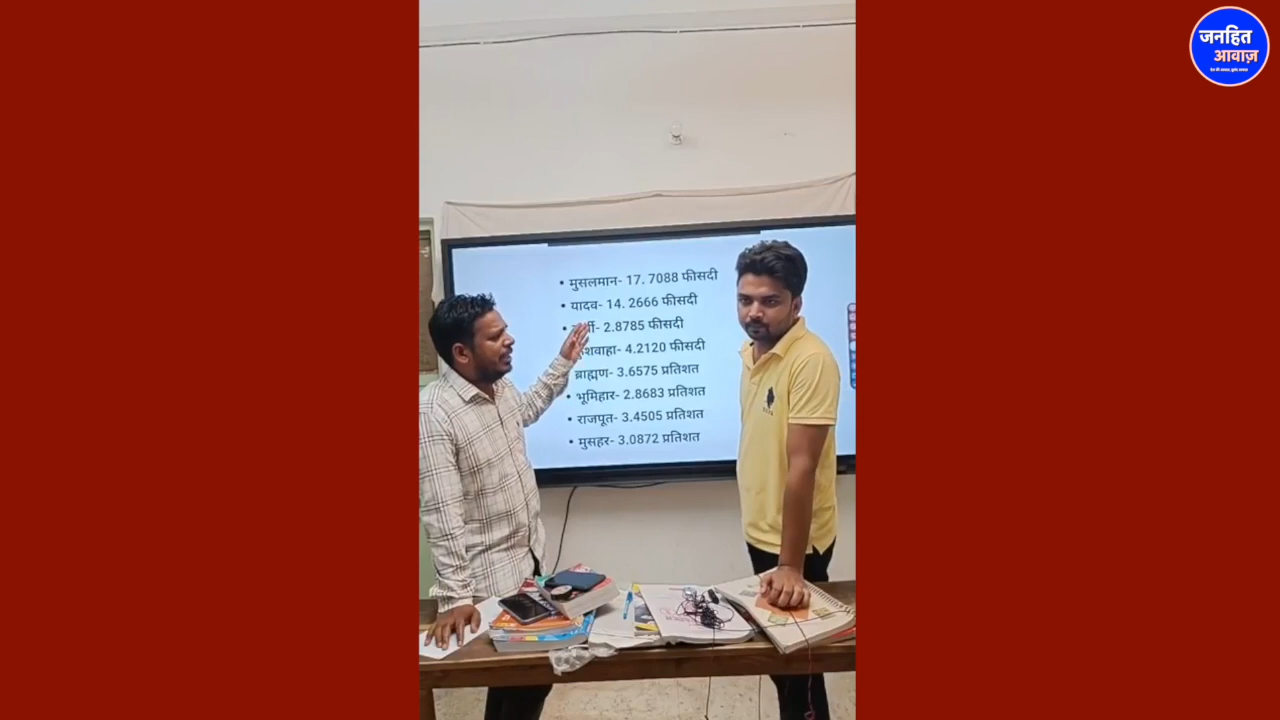 जनहित
आवाज़
• मुसलमान- 17. 7088 फीसदी
• यादव- 14. 2666 फीसदी
• 2.8785 फीसदी
4.2120 फीसदी
ब्राह्मण- 3.6575 प्रतिशत
• भूमिहार- 2.8683 प्रतिशत
• राजपूत- 3.4505 प्रतिशत
• मुसहर- 3.0872 प्रतिशत